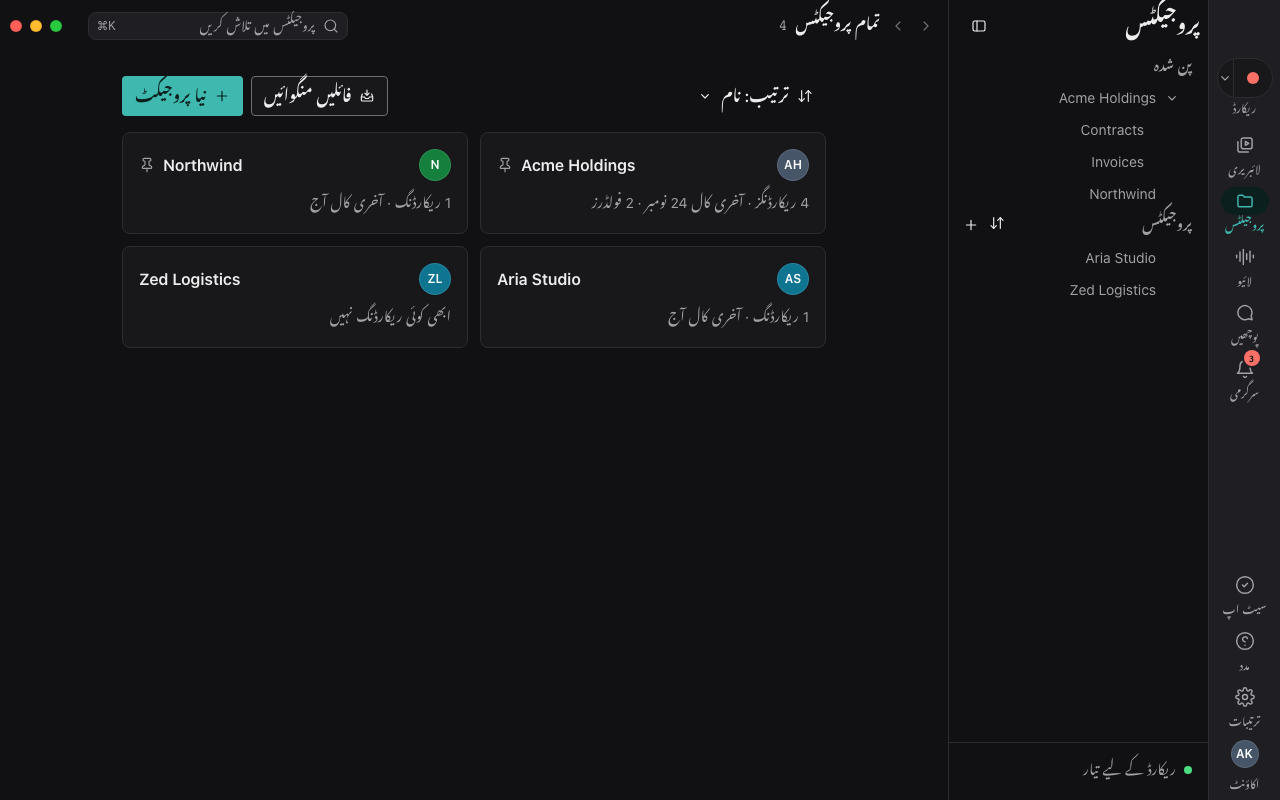 ریکارڈ
لائبریری
پروجیکٹس
لائیو
پوچھیں
3
سرگرمی
سیٹ اپ
مدد
ترتیبات
AK
اکاؤنٹ
پروجیکٹس
پن شدہ
Acme Holdings
Contracts
Invoices
Northwind
پروجیکٹس
Aria Studio
Zed Logistics
ریکارڈ کے لیے تیار
تمام پروجیکٹس 4
پروجیکٹس میں تلاش کریں ⌘K
ترتیب: نام
فائلیں منگوائیں
نیا پروجیکٹ
AH Acme Holdings
4 ریکارڈنگز · آخری کال 24 نومبر · 2 فولڈرز
N Northwind
1 ریکارڈنگ · آخری کال آج
AS Aria Studio
1 ریکارڈنگ · آخری کال آج
ZL Zed Logistics
ابھی کوئی ریکارڈنگ نہیں